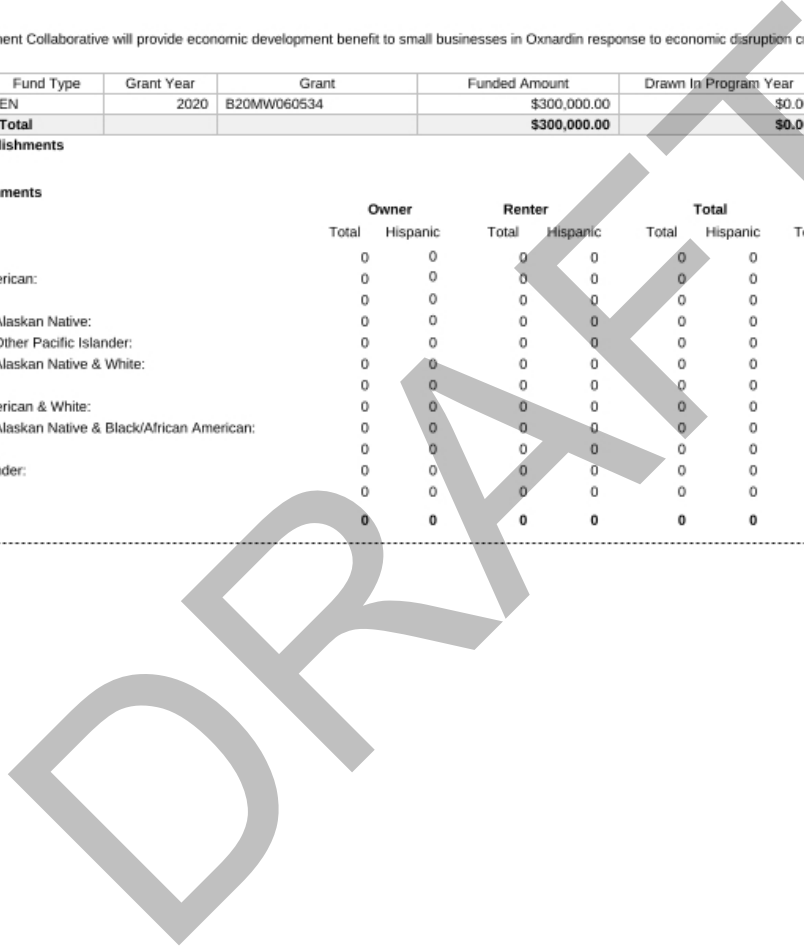 ent Collaborative will provide economic development benefit to small businesses in Oxnardin response to economic disruption c
Fund Type Grant Year Grant Funded Amount Drawn In Program Year
EN 2020 B20MW060534 $300,000.00 $0.0
Total $300,000.00 $0.0
lishments
ments
Owner Renter Total
Total Hispanic Total Hispanic Total Hispanic T
0 0 0 0 0 0
erican: 0 0 0 0 0 0
0 0 0 0 0 0
Alaskan Native: 0 0 0 0 0 0
Other Pacific Islander: 0 0 0 0 0 0
Alaskan Native & White: 0 0 0 0 0 0
0 0 0 0 0 0
erican & White: 0 0 0 0 0 0
Alaskan Native & Black/African American: 0 0 0 0 0 0
0 0 0 0 0 0
der: 0 0 0 0 0 0
0 0 0 0 0 0
0 0 0 0 0 0
DRAFT